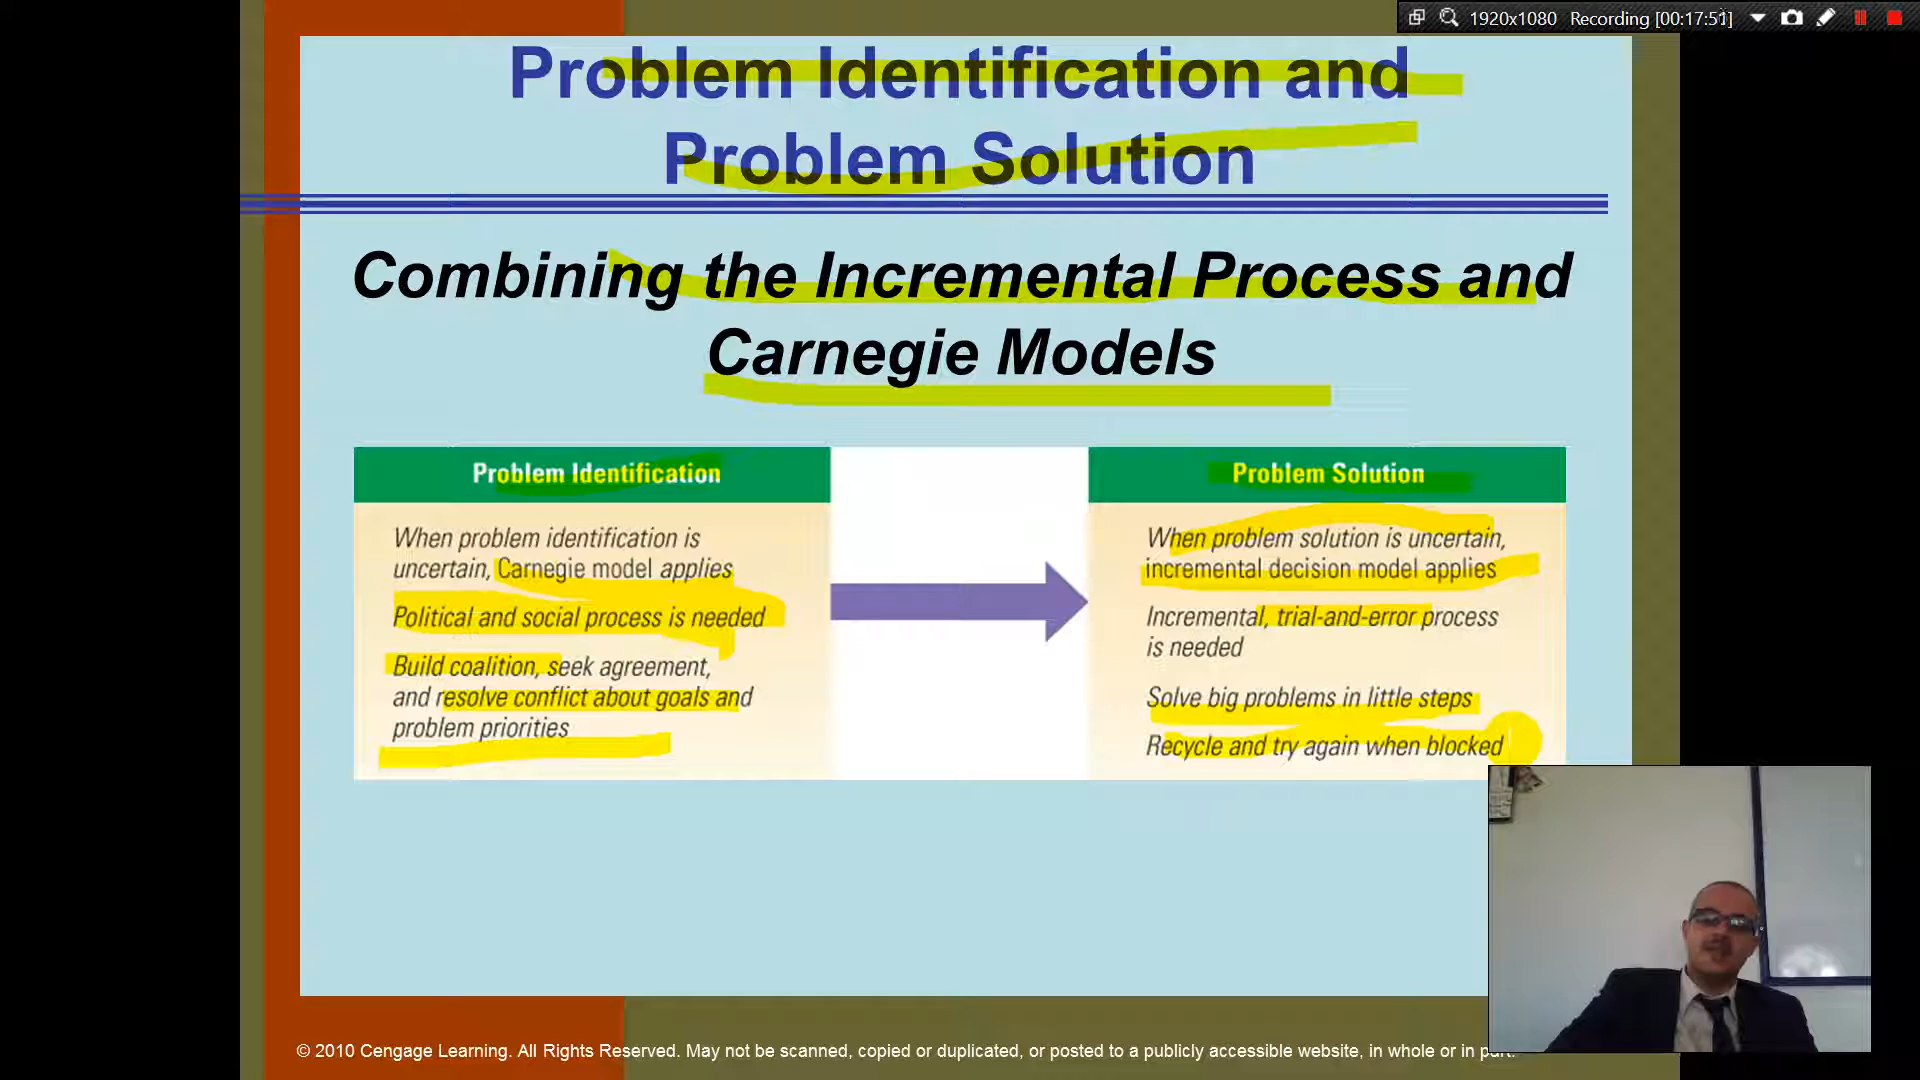 1920x1080 Recording [00:17:51]
Problem Identification and
Problem Solution
Combining the Incremental Process and
Carnegie Models
Problem Identification
When problem identification is
uncertain, Carnegie model applies
Political and social process is needed
Build coalition, seek agreement,
and resolve conflict about goals and
problem priorities
Problem Solution
When problem solution is uncertain,
incremental decision model applies
Incremental, trial-and-error process
is needed
Solve big problems in little steps
Recycle and try again when blocked
© 2010 Cengage Learning. All Rights Reserved. May not be scanned, copied or duplicated, or posted to a publicly accessible website, in whole or in part.